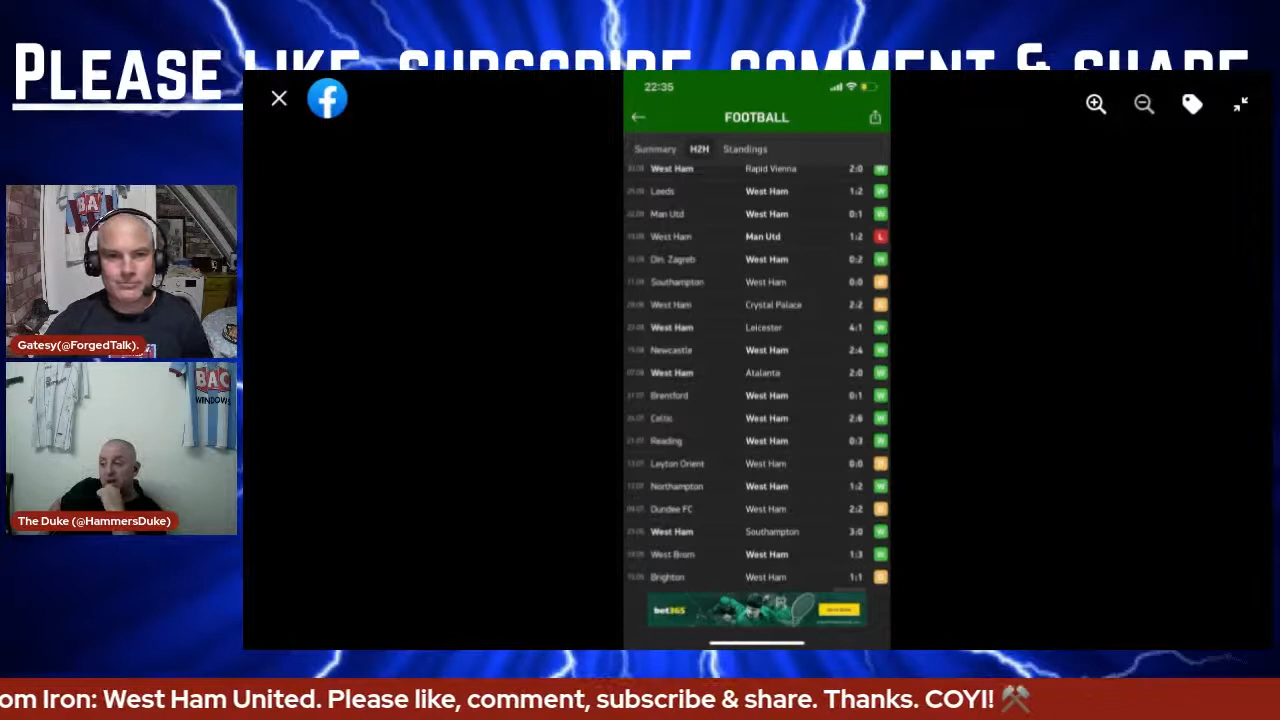 PLEASE LIKE, SUBSCRIBE, COMMENT & SHARE
22:35
FOOTBALL
Summary H2H Standings
West Ham Rapid Vienna 2:0 W
Leeds West Ham 1:2 W
Man Utd West Ham 0:1 W
West Ham Man Utd 1:2 L
Din. Zagreb West Ham 0:2 W
Southampton West Ham 0:0 D
West Ham Crystal Palace 2:2 D
West Ham Leicester 4:1 W
Newcastle West Ham 2:4 W
West Ham Atalanta 2:0 W
Brentford West Ham 0:1 W
Celtic West Ham 2:6 W
Reading West Ham 0:3 W
Leyton Orient West Ham 0:0 D
Northampton West Ham 1:2 W
Dundee FC West Ham 2:2 D
West Ham Southampton 3:0 W
West Brom West Ham 1:3 W
Brighton West Ham 1:1 D
bet365
BAC
Gatesy(@ForgedTalk).
BAC
WINDOWS
The Duke (@HammersDuke)
om Iron: West Ham United. Please like, comment, subscribe & share. Thanks. COYI! ⚒